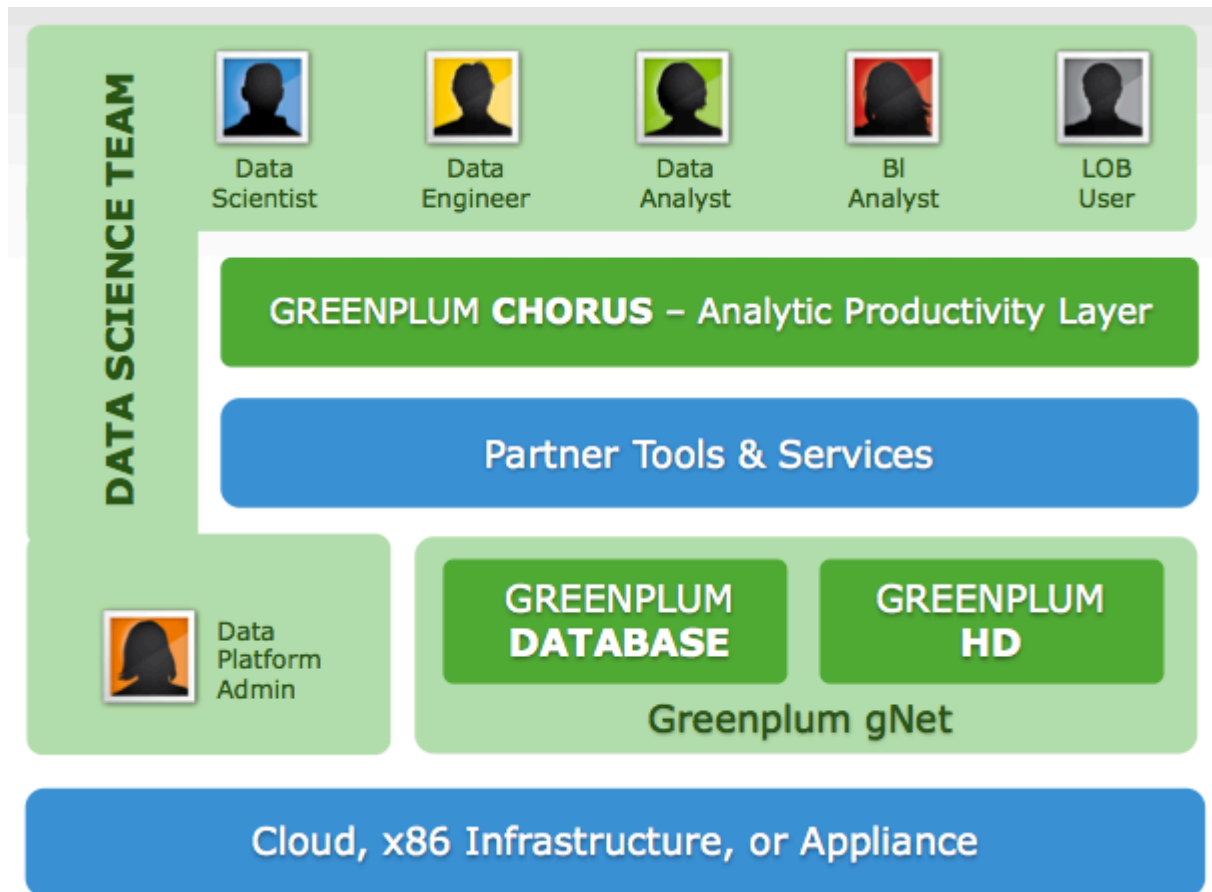 DATA SCIENCE TEAM
Data
Scientist
Data
Engineer
Data
Analyst
BI
Analyst
LOB
User
GREENPLUM CHORUS – Analytic Productivity Layer
Partner Tools & Services
Data
Platform
Admin
GREENPLUM
DATABASE
GREENPLUM
HD
Greenplum gNet
Cloud, x86 Infrastructure, or Appliance